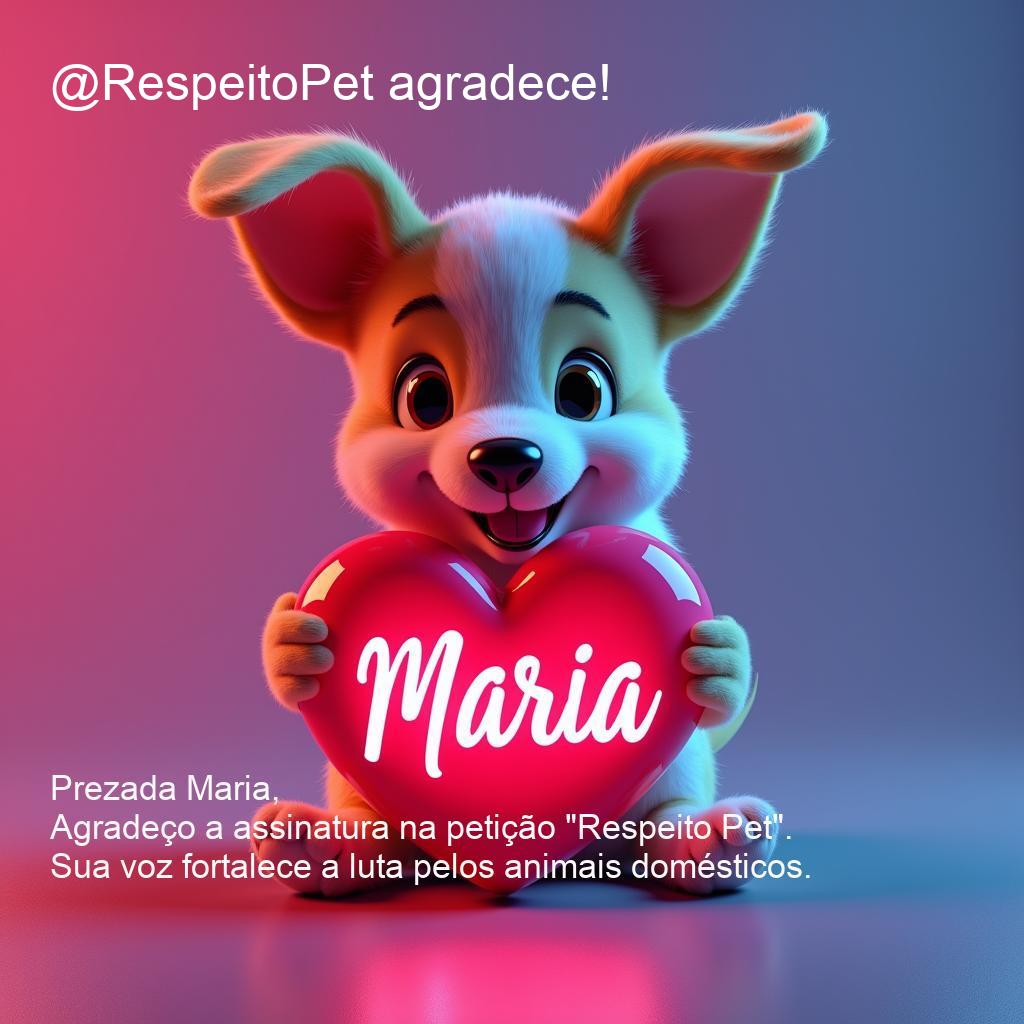 @RespeitoPet agradece!
Maria
Prezada Maria,
Agradeço a assinatura na petição "Respeito Pet".
Sua voz fortalece a luta pelos animais domésticos.